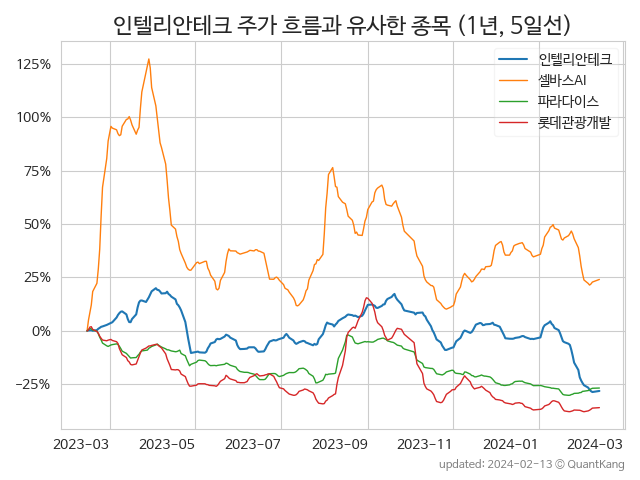 인텔리안테크 주가 흐름과 유사한 종목 (1년, 5일선)
인텔리안테크
셀바스AI
파라다이스
롯데관광개발
125%
100%
75%
50%
25%
0%
−25%
2023-03 2023-05 2023-07 2023-09 2023-11 2024-01 2024-03
updated: 2024-02-13 © QuantKang